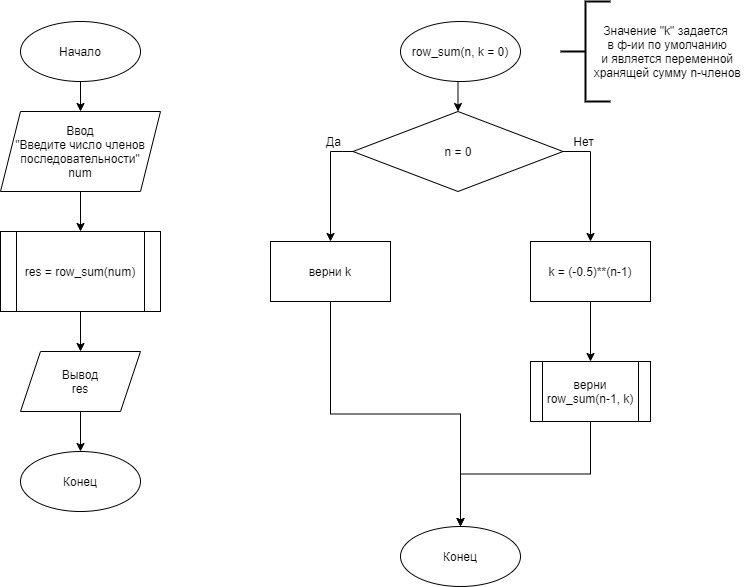 Начало
Ввод
"Введите число членов
последовательности"
num
res = row_sum(num)
Вывод
res
Конец
row_sum(n, k = 0)
Значение "k" задается
в ф-ии по умолчанию
и является переменной
хранящей сумму n-членов
n = 0
Да
Нет
верни k
k = (-0.5)**(n-1)
верни
row_sum(n-1, k)
Конец